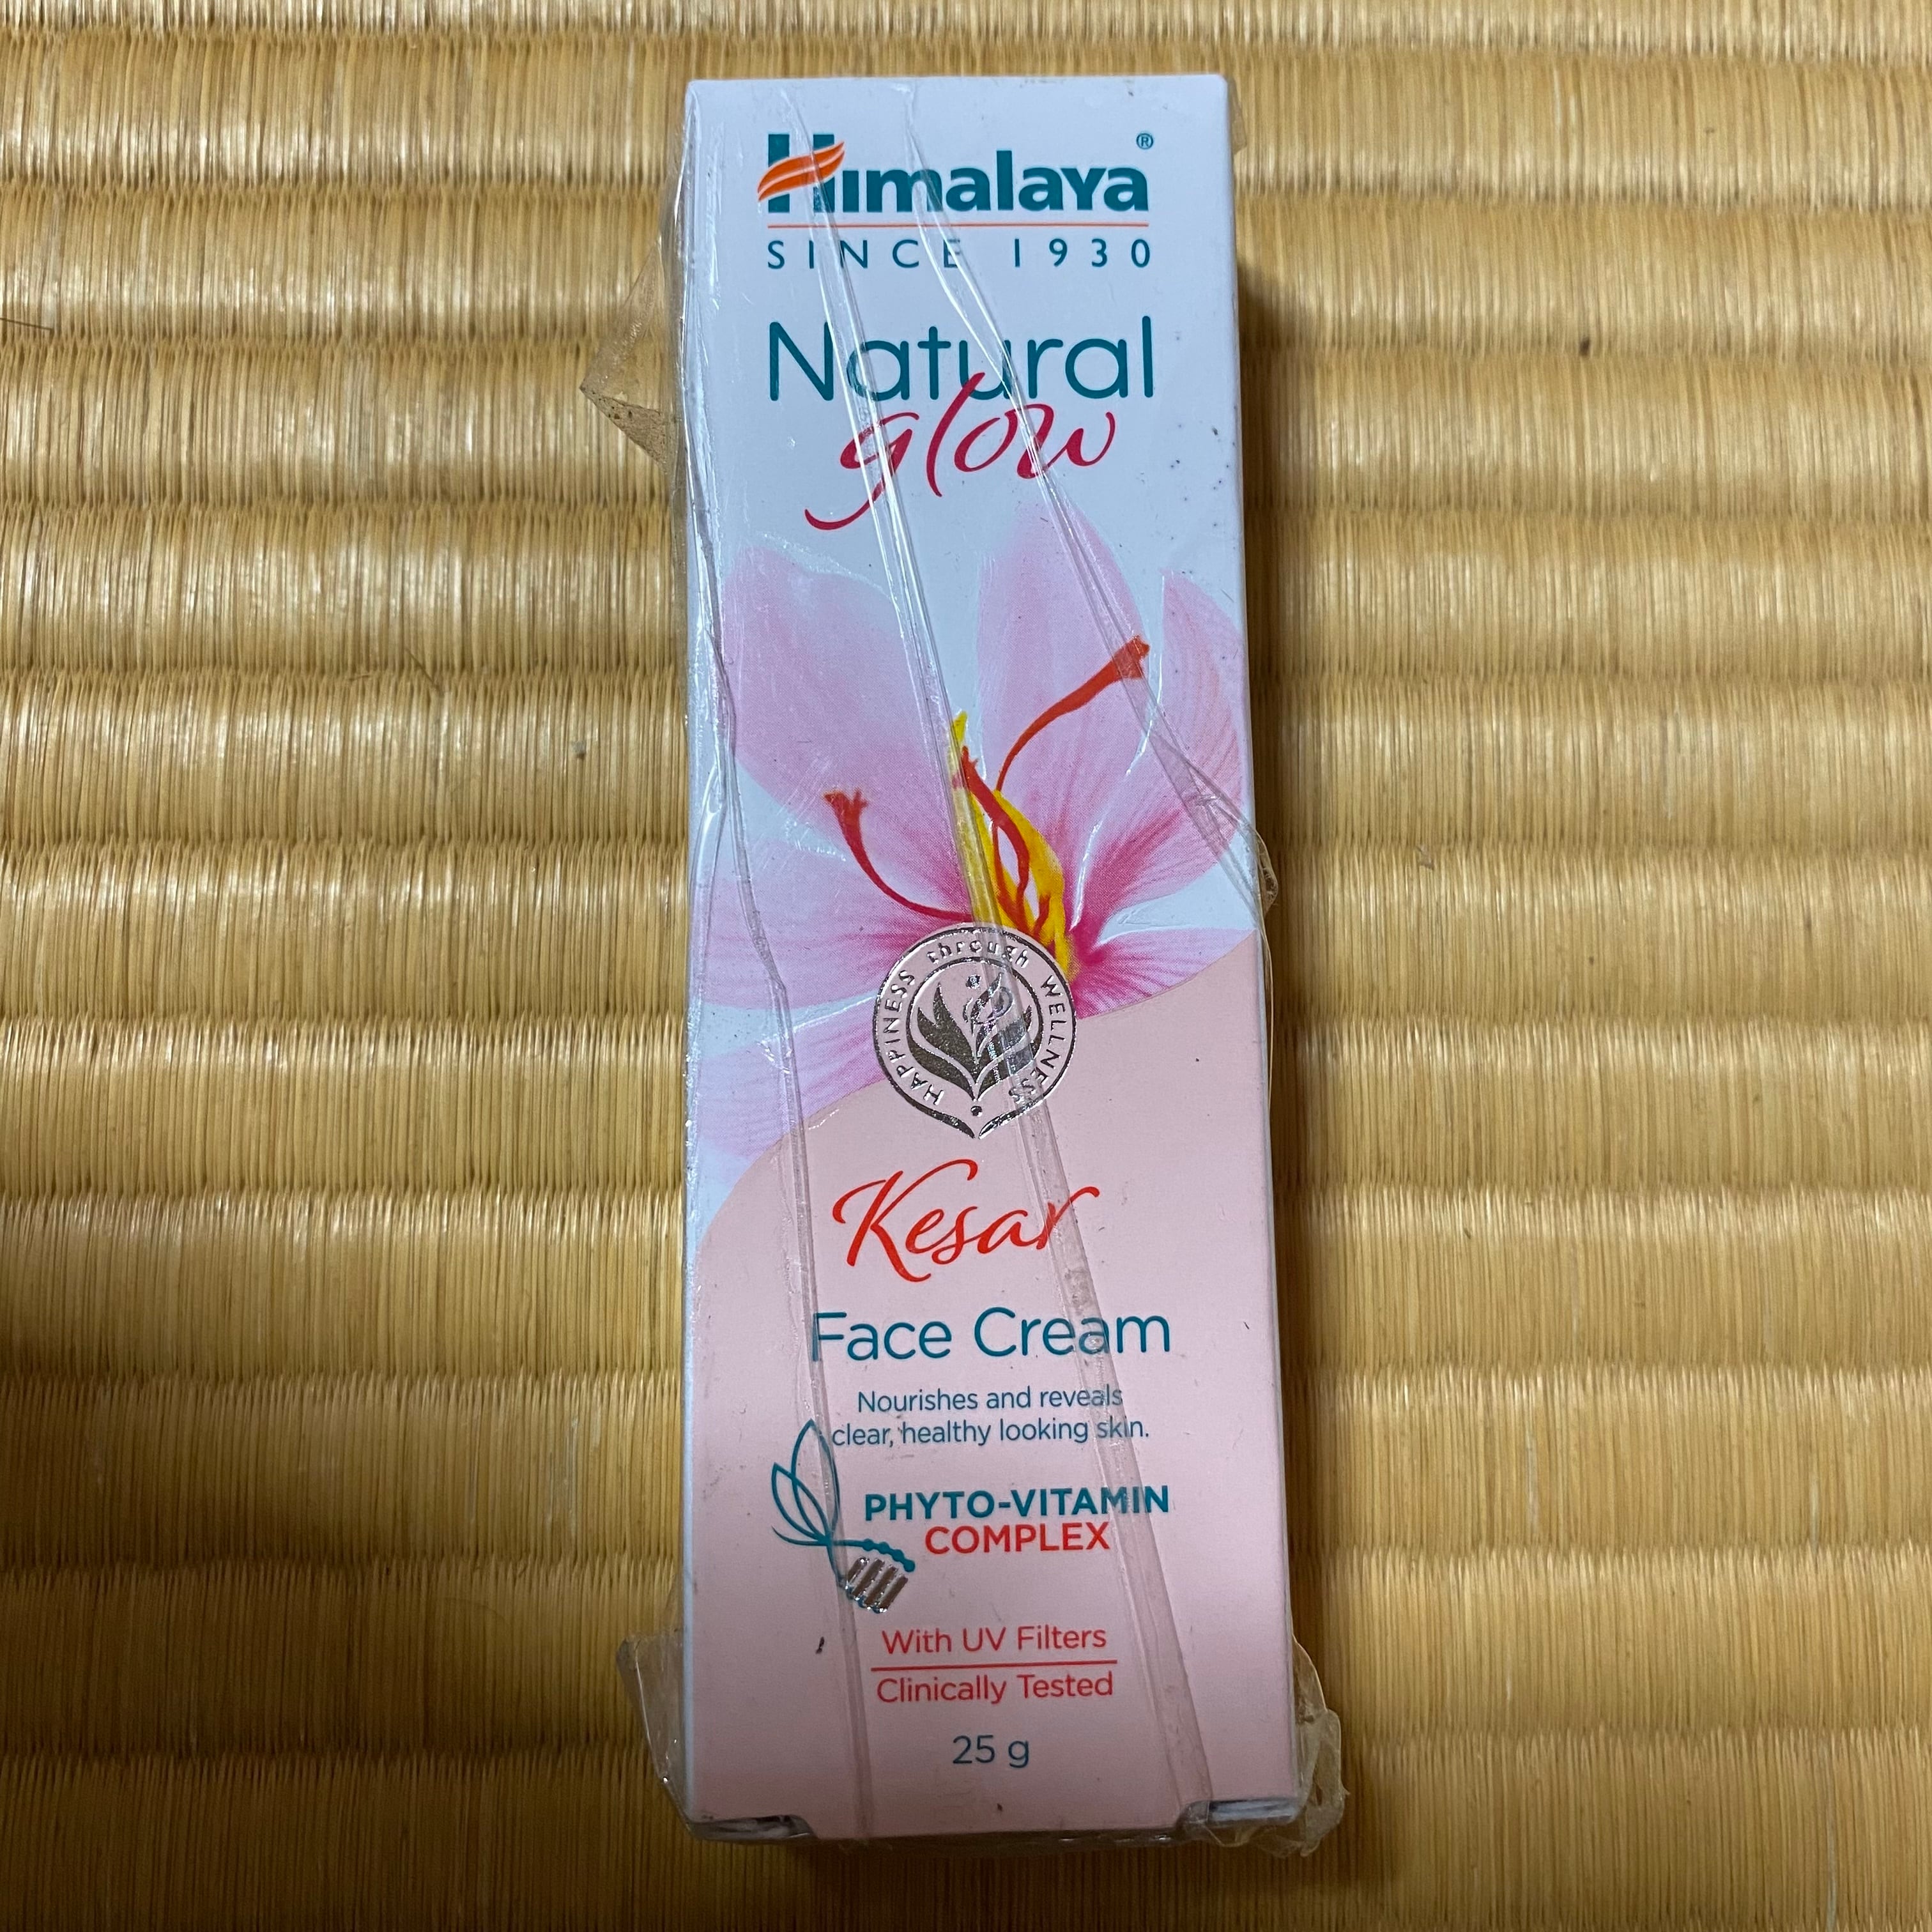 Himalaya®
SINCE 1930
Natural
glow
HAPPINESS through WELLNESS
Kesar
Face Cream
Nourishes and reveals
clear, healthy looking skin.
PHYTO-VITAMIN
COMPLEX
With UV Filters
Clinically Tested
25 g